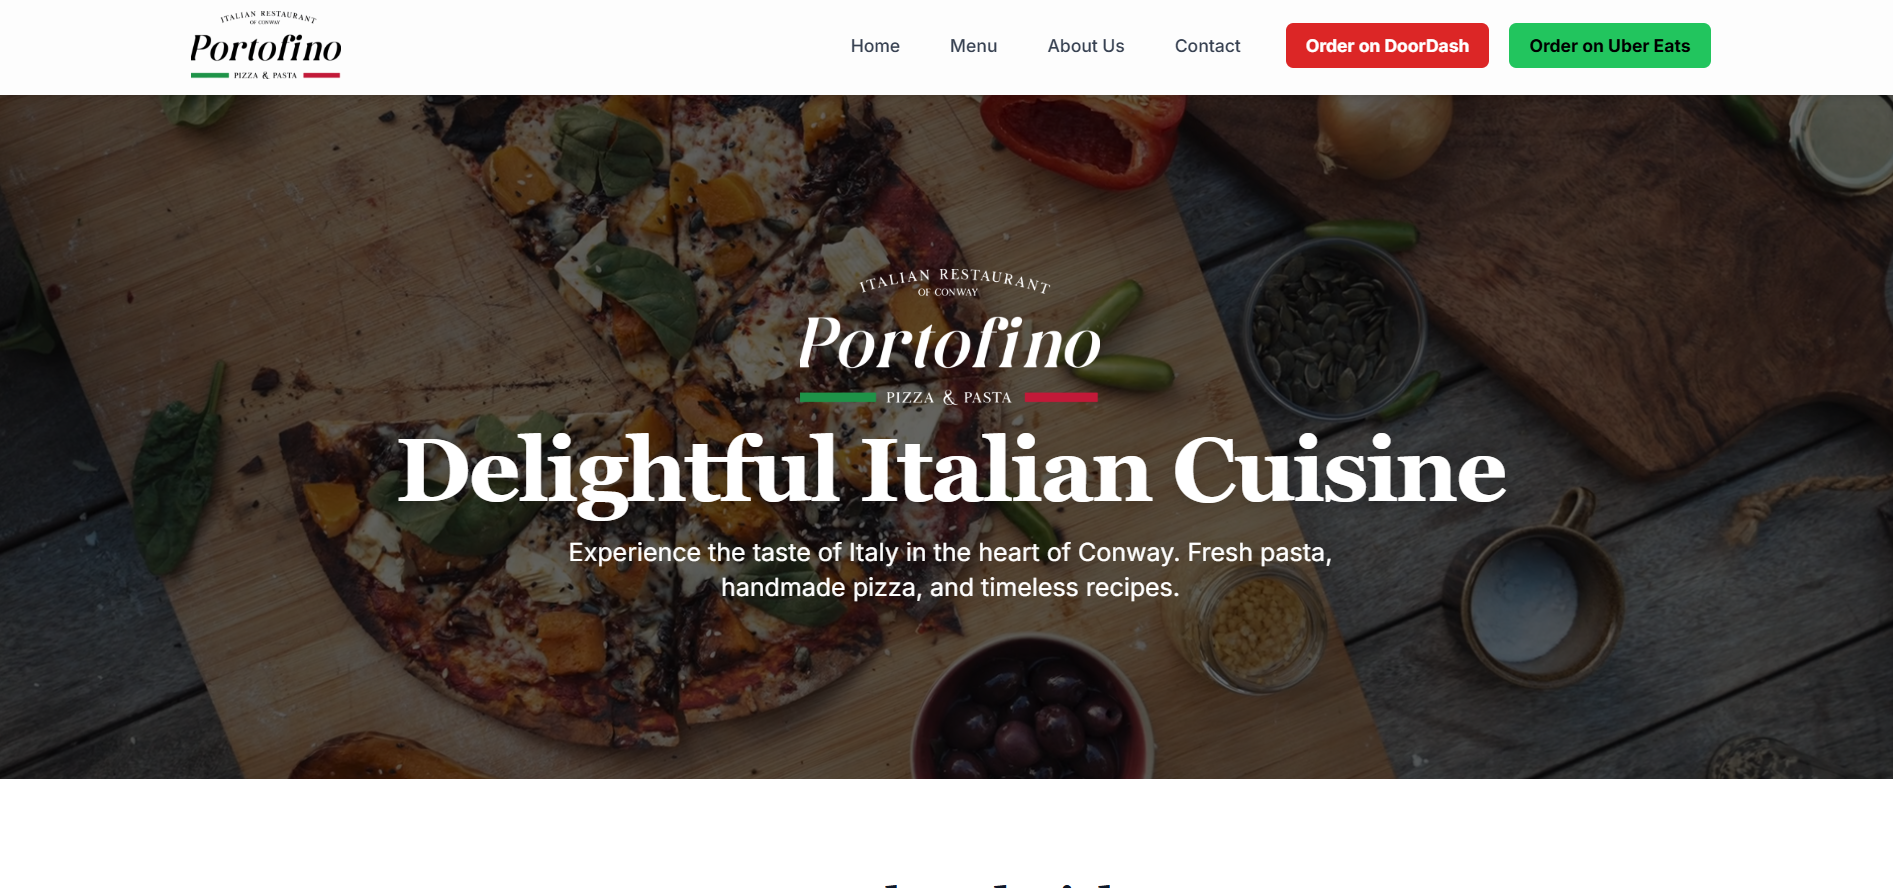 ITALIAN RESTAURANT
OF CONWAY
Portofino
PIZZA & PASTA
Home
Menu
About Us
Contact
Order on DoorDash
Order on Uber Eats
ITALIAN RESTAURANT
OF CONWAY
Portofino
PIZZA & PASTA
Delightful Italian Cuisine
Experience the taste of Italy in the heart of Conway. Fresh pasta,
handmade pizza, and timeless recipes.